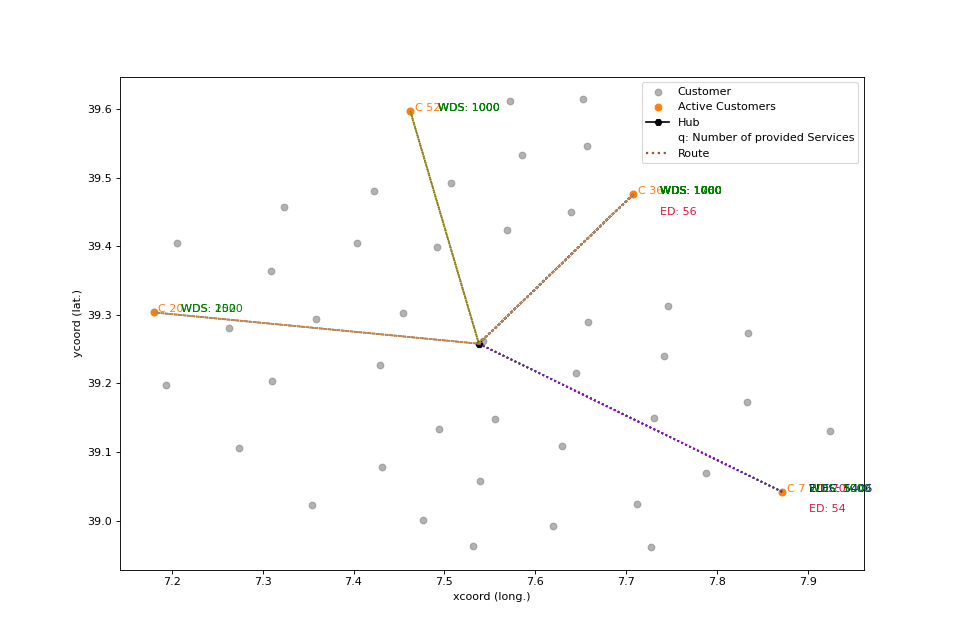 39.6
39.5
39.4
39.3
39.2
39.1
39.0
7.2
7.3
7.4
7.5
7.6
7.7
7.8
7.9
xcoord (long.)
ycoord (lat.)
Customer
Active Customers
Hub
q: Number of provided Services
Route
C 52
WDS: 1000
C 36
WDS:
ED: 56
C 20
WDS:
C 7
ED: 54